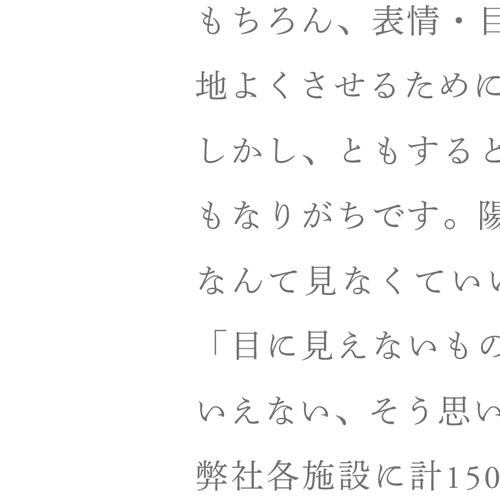 もちろん、表情・目
地よくさせるために
しかし、ともすると
もなりがちです。陽
なんて見なくてい
「目に見えないもの
いえない、そう思い
弊社各施設に計150